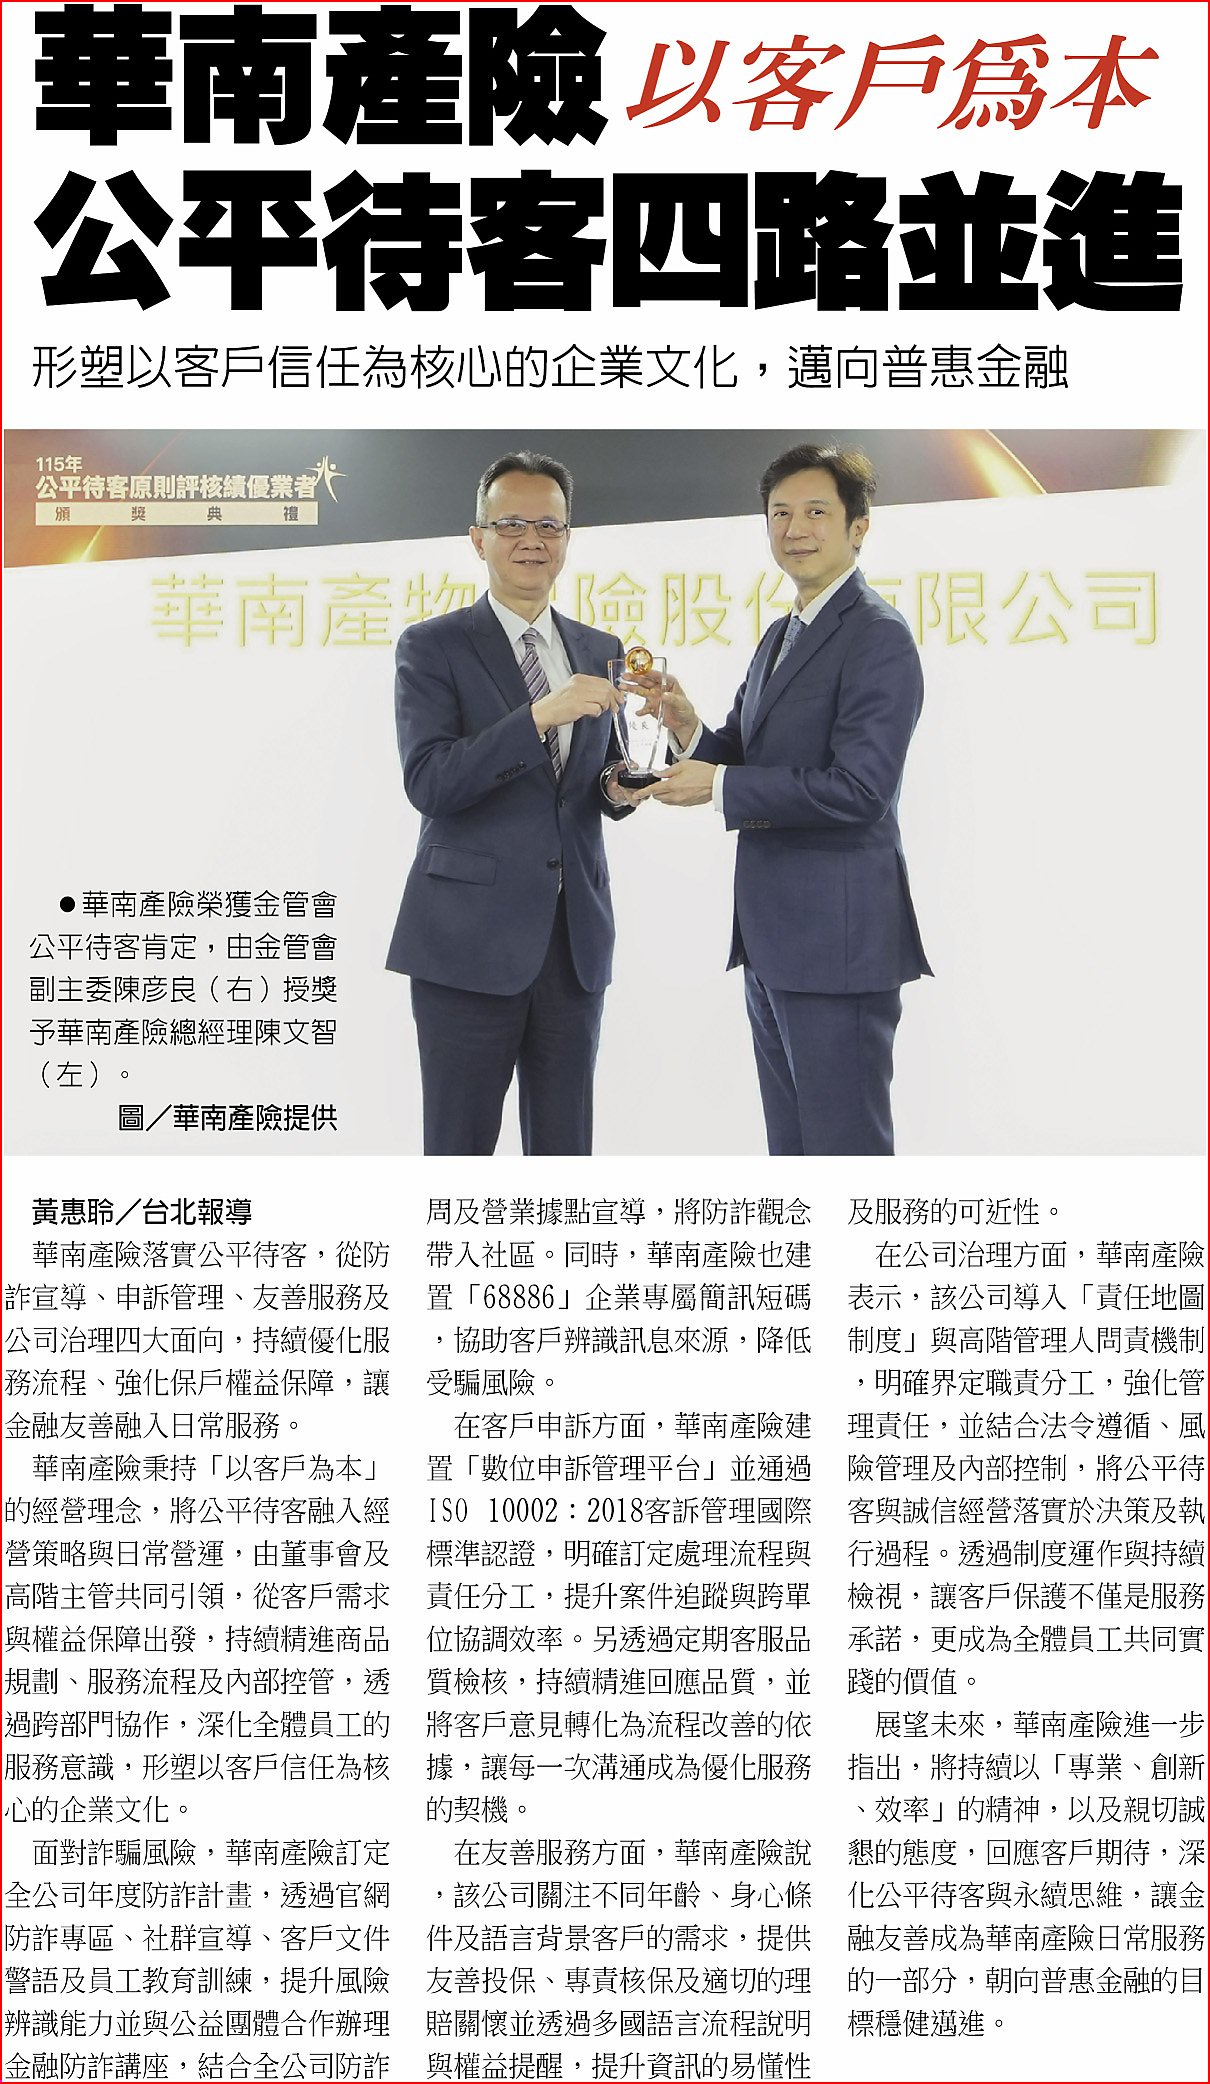 華南產險 以客戶為本
公平待客四路並進
形塑以客戶信任為核心的企業文化，邁向普惠金融
115年
公平待客原則評核績優業者
頒獎典禮
華南產物保險股份有限公司
●華南產險榮獲金管會
公平待客肯定，由金管會
副主委陳彥良（右）授獎
予華南產險總經理陳文智
（左）。
圖／華南產險提供
黃惠聆／台北報導
華南產險落實公平待客，從防
詐宣導、申訴管理、友善服務及
公司治理四大面向，持續優化服
務流程、強化保戶權益保障，讓
金融友善融入日常服務。
華南產險秉持「以客戶為本」
的經營理念，將公平待客融入經
營策略與日常營運，由董事會及
高階主管共同引領，從客戶需求
與權益保障出發，持續精進商品
規劃、服務流程及內部控管，透
過跨部門協作，深化全體員工的
服務意識，形塑以客戶信任為核
心的企業文化。
面對詐騙風險，華南產險訂定
全公司年度防詐計畫，透過官網
防詐專區、社群宣導、客戶文件
警語及員工教育訓練，提升風險
辨識能力並與公益團體合作辦理
金融防詐講座，結合全公司防詐
周及營業據點宣導，將防詐觀念
帶入社區。同時，華南產險也建
置「68886」企業專屬簡訊短碼
，協助客戶辨識訊息來源，降低
受騙風險。
在客戶申訴方面，華南產險建
置「數位申訴管理平台」並通過
ISO 10002：2018客訴管理國際
標準認證，明確訂定處理流程與
責任分工，提升案件追蹤與跨單
位協調效率。另透過定期客服品
質檢核，持續精進回應品質，並
將客戶意見轉化為流程改善的依
據，讓每一次溝通成為優化服務
的契機。
在友善服務方面，華南產險說
，該公司關注不同年齡、身心條
件及語言背景客戶的需求，提供
友善投保、專責核保及適切的理
賠關懷並透過多國語言流程說明
與權益提醒，提升資訊的易懂性
及服務的可近性。
在公司治理方面，華南產險
表示，該公司導入「責任地圖
制度」與高階管理人問責機制
，明確界定職責分工，強化管
理責任，並結合法令遵循、風
險管理及內部控制，將公平待
客與誠信經營落實於決策及執
行過程。透過制度運作與持續
檢視，讓客戶保護不僅是服務
承諾，更成為全體員工共同實
踐的價值。
展望未來，華南產險進一步
指出，將持續以「專業、創新
、效率」的精神，以及親切誠
懇的態度，回應客戶期待，深
化公平待客與永續思維，讓金
融友善成為華南產險日常服務
的一部分，朝向普惠金融的目
標穩健邁進。